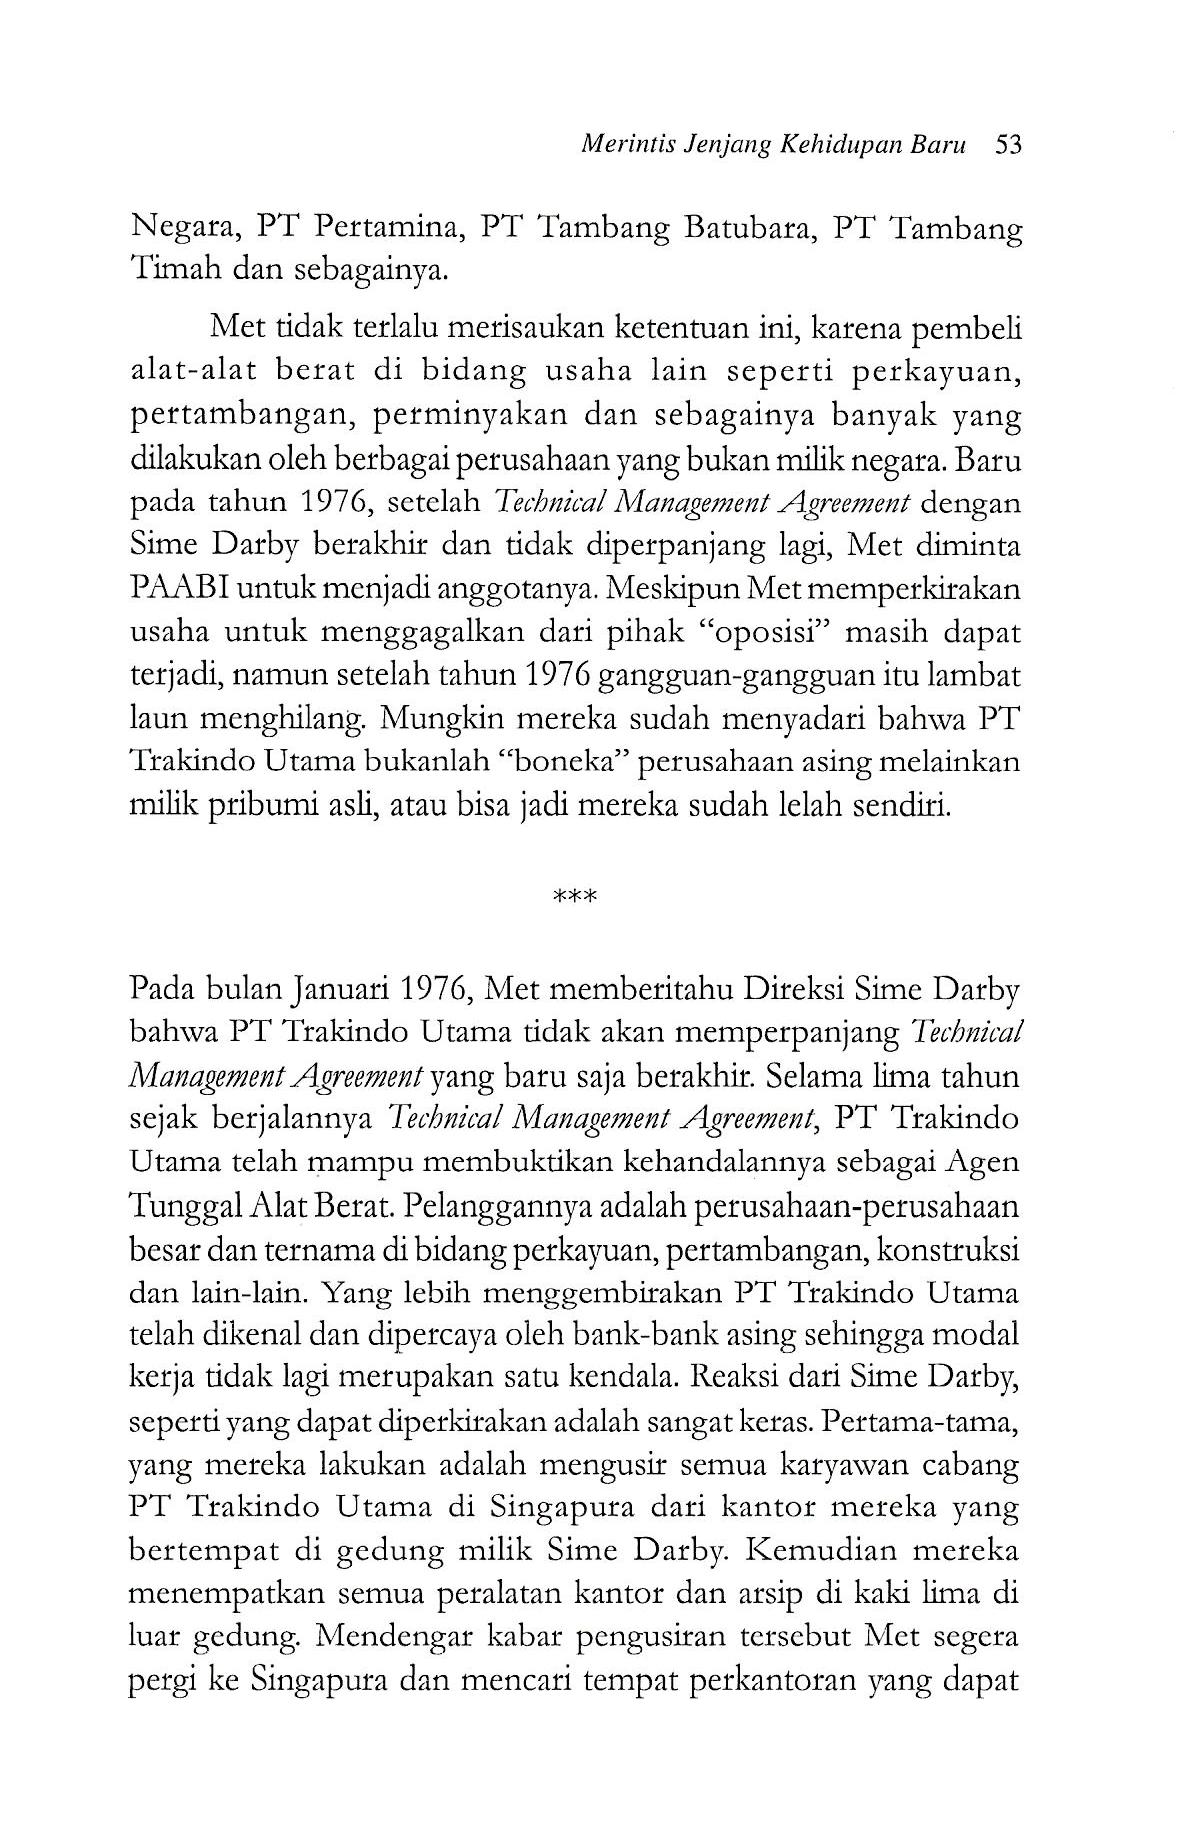 Merintis Jenjang Kehidupan Baru 53
Negara, PT Pertamina, PT Tambang Batubara, PT Tambang
Timah dan sebagainya.
Met tidak terlalu merisaukan ketentuan ini, karena pembeli
alat-alat berat di bidang usaha lain seperti perkayuan,
pertambangan, perminyakan dan sebagainya banyak yang
dilakukan oleh berbagai perusahaan yang bukan milik negara. Baru
pada tahun 1976, setelah Technical Management Agreement dengan
Sime Darby berakhir dan tidak diperpanjang lagi, Met diminta
PAABI untuk menjadi anggotanya. Meskipun Met memperkirakan
usaha untuk menggagalkan dari pihak “oposisi” masih dapat
terjadi, namun setelah tahun 1976 gangguan-gangguan itu lambat
laun menghilang. Mungkin mereka sudah menyadari bahwa PT
Trakindo Utama bukanlah “boneka” perusahaan asing melainkan
milik pribumi asli, atau bisa jadi mereka sudah lelah sendiri.
***
Pada bulan Januari 1976, Met memberitahu Direksi Sime Darby
bahwa PT Trakindo Utama tidak akan memperpanjang Technical
Management Agreement yang baru saja berakhir. Selama lima tahun
sejak berjalannya Technical Management Agreement, PT Trakindo
Utama telah mampu membuktikan kehandalannya sebagai Agen
Tunggal Alat Berat. Pelanggannya adalah perusahaan-perusahaan
besar dan ternama di bidang perkayuan, pertambangan, konstruksi
dan lain-lain. Yang lebih menggembirakan PT Trakindo Utama
telah dikenal dan dipercaya oleh bank-bank asing sehingga modal
kerja tidak lagi merupakan satu kendala. Reaksi dari Sime Darby,
seperti yang dapat diperkirakan adalah sangat keras. Pertama-tama,
yang mereka lakukan adalah mengusir semua karyawan cabang
PT Trakindo Utama di Singapura dari kantor mereka yang
bertempat di gedung milik Sime Darby. Kemudian mereka
menempatkan semua peralatan kantor dan arsip di kaki lima di
luar gedung. Mendengar kabar pengusiran tersebut Met segera
pergi ke Singapura dan mencari tempat perkantoran yang dapat